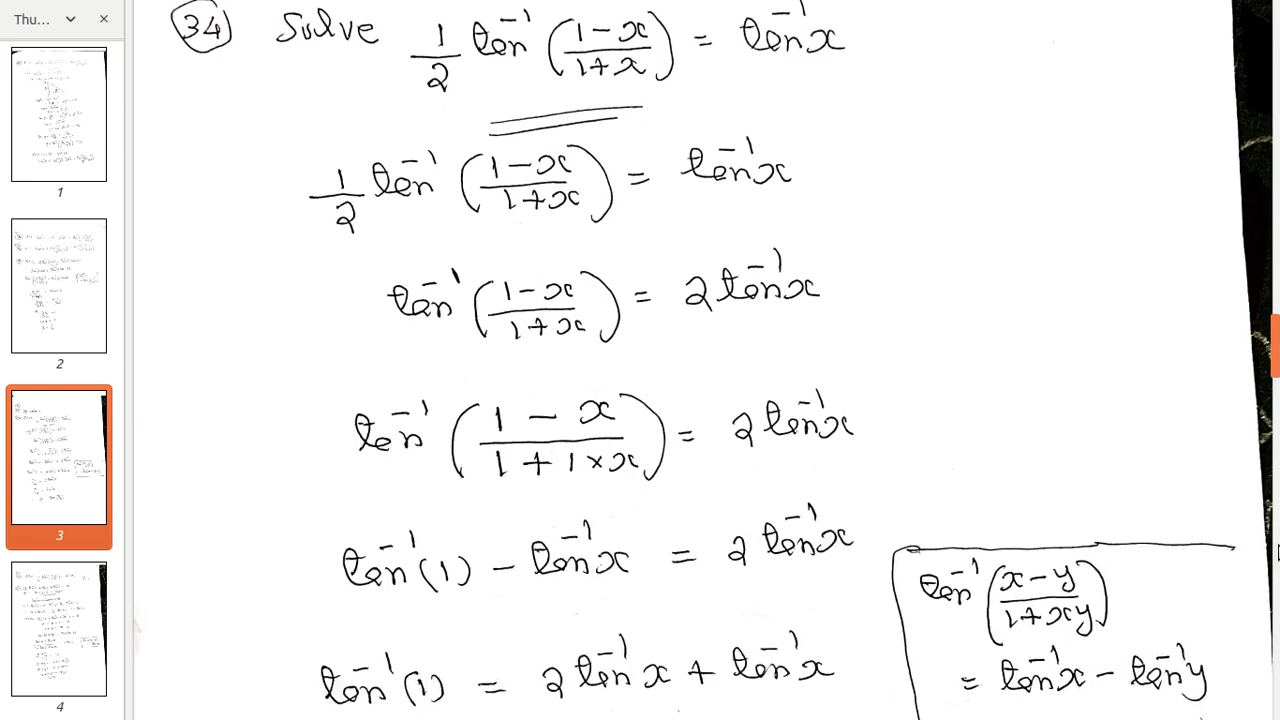 Thu...
1
2
3
4
(34) Solve 1/2 tan⁻¹ ((1-x)/(1+x)) = tan⁻¹x
1/2 tan⁻¹ ((1-x)/(1+x)) = tan⁻¹x
tan⁻¹ ((1-x)/(1+x)) = 2 tan⁻¹x
tan⁻¹ ((1 - x)/(1 + 1×x)) = 2 tan⁻¹x
tan⁻¹(1) - tan⁻¹x = 2 tan⁻¹x
tan⁻¹(1) = 2 tan⁻¹x + tan⁻¹x
tan⁻¹ ((x-y)/(1+xy))
= tan⁻¹x - tan⁻¹y